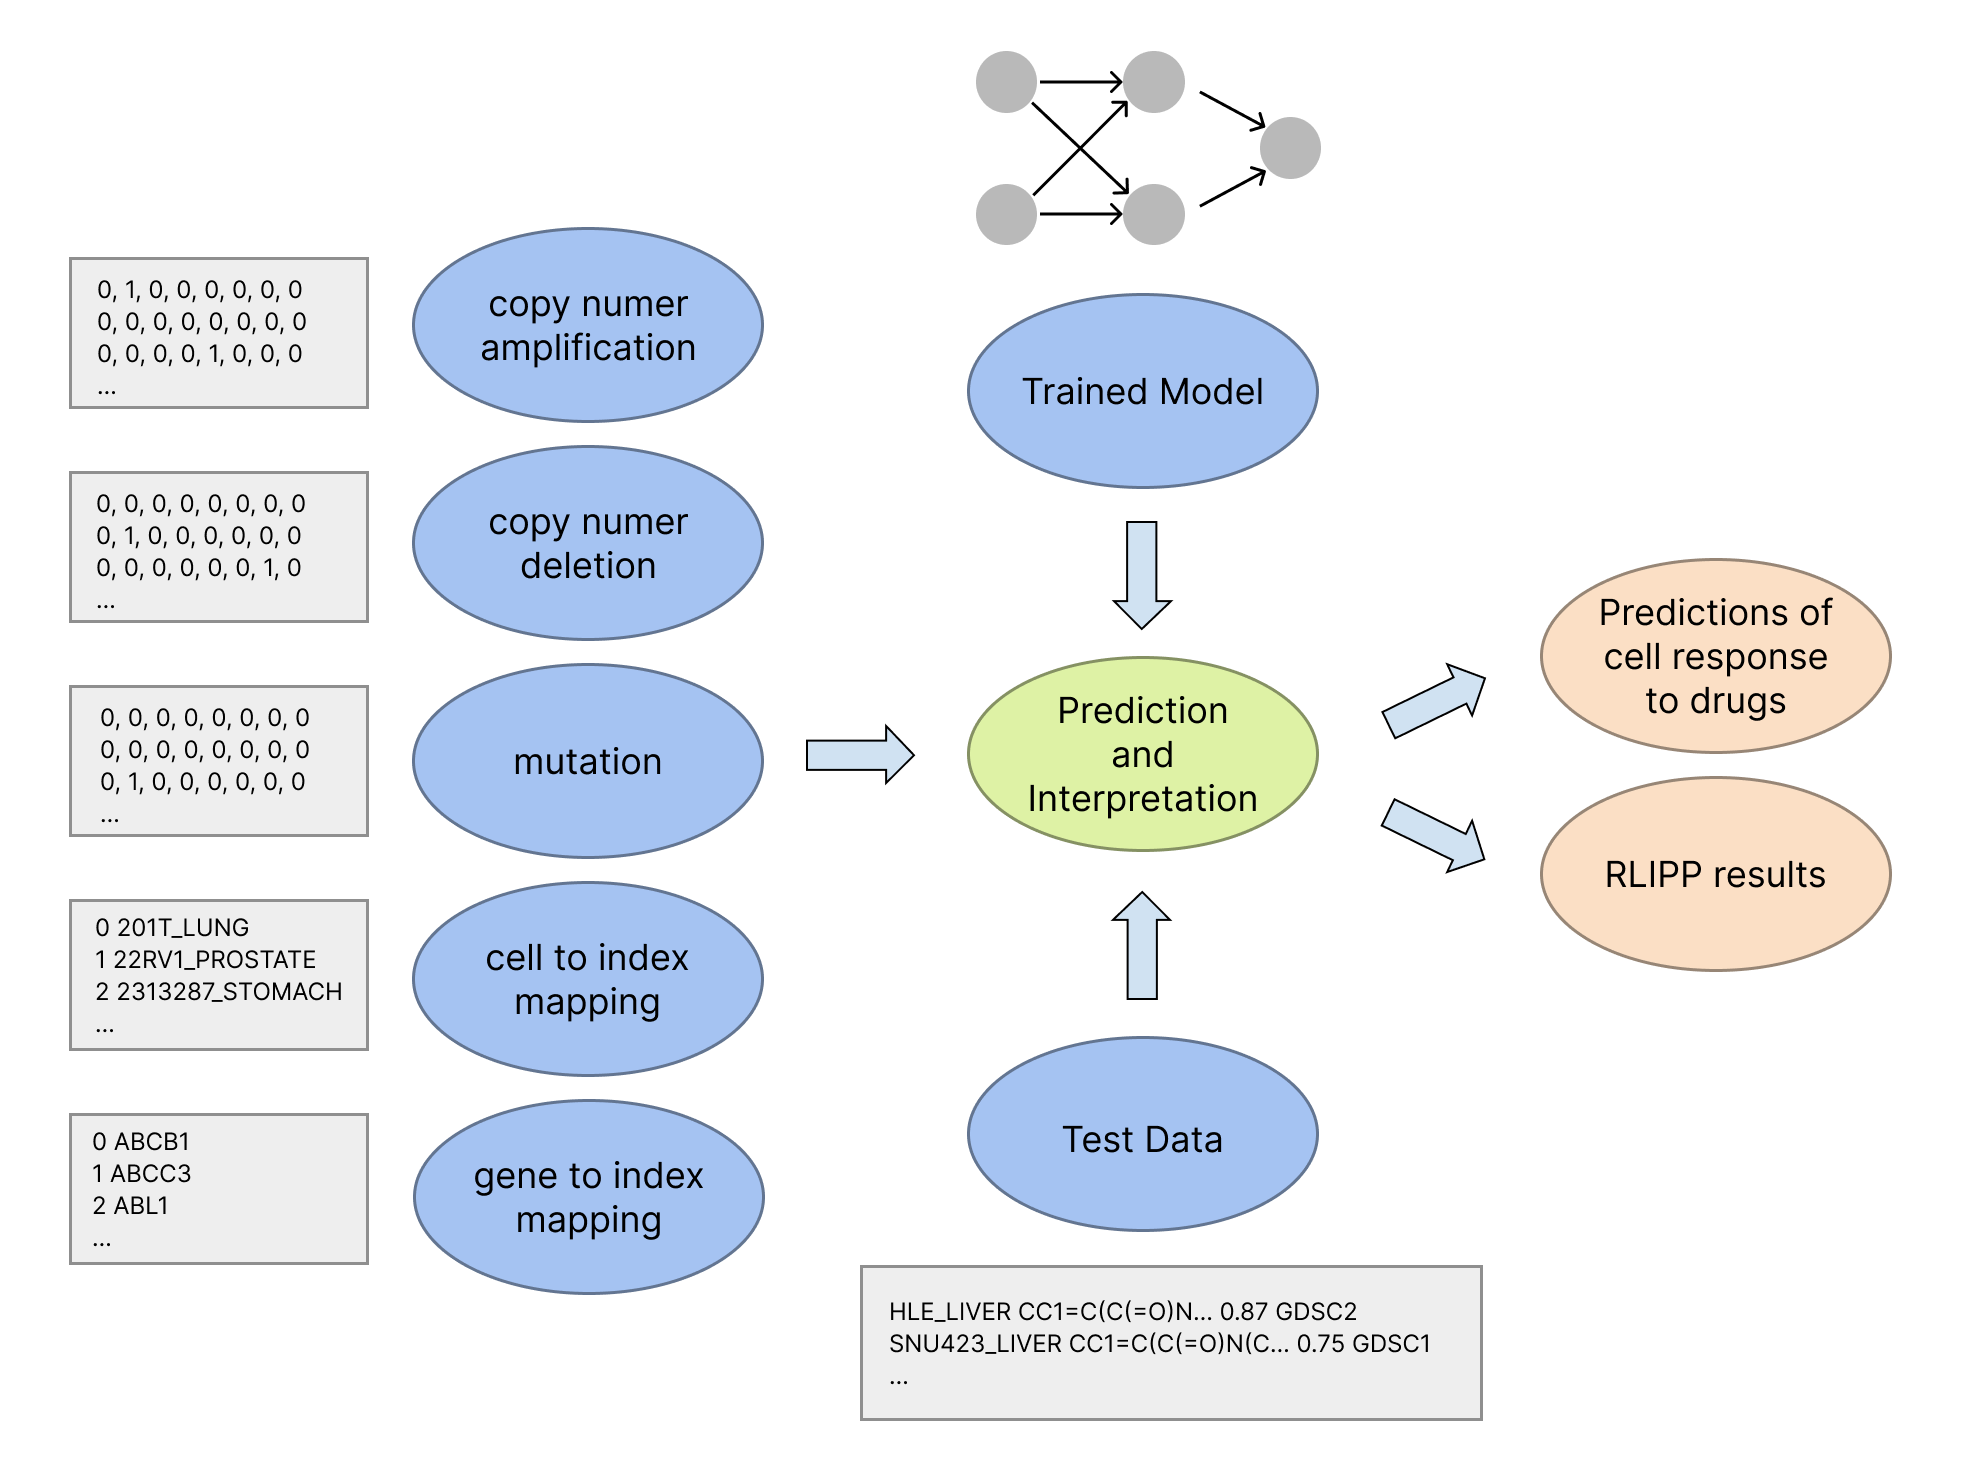 0, 1, 0, 0, 0, 0, 0, 0
0, 0, 0, 0, 0, 0, 0, 0
0, 0, 0, 0, 1, 0, 0, 0
...
copy numer
amplification
0, 0, 0, 0, 0, 0, 0, 0
0, 1, 0, 0, 0, 0, 0, 0
0, 0, 0, 0, 0, 0, 1, 0
...
copy numer
deletion
0, 0, 0, 0, 0, 0, 0, 0
0, 0, 0, 0, 0, 0, 0, 0
0, 1, 0, 0, 0, 0, 0, 0
...
mutation
0 201T_LUNG
1 22RV1_PROSTATE
2 2313287_STOMACH
...
cell to index
mapping
0 ABCB1
1 ABCC3
2 ABL1
...
gene to index
mapping
Trained Model
Prediction
and
Interpretation
Test Data
HLE_LIVER CC1=C(C(=O)N... 0.87 GDSC2
SNU423_LIVER CC1=C(C(=O)N(C... 0.75 GDSC1
...
Predictions of
cell response
to drugs
RLIPP results